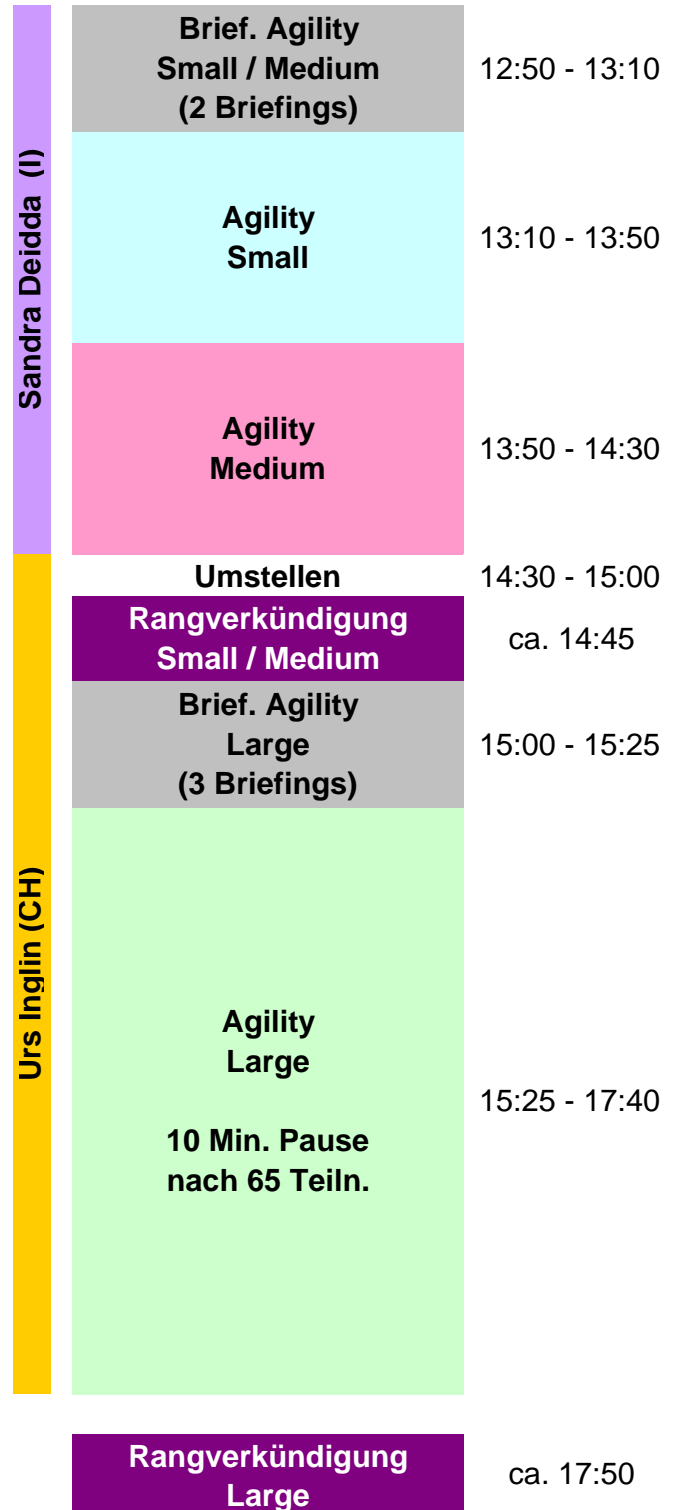 Sandra Deidda (I)
Brief. Agility
Small / Medium
(2 Briefings)
12:50 - 13:10
Agility
Small
13:10 - 13:50
Agility
Medium
13:50 - 14:30
Urs Inglin (CH)
Umstellen
14:30 - 15:00
Rangverkündigung
Small / Medium
ca. 14:45
Brief. Agility
Large
(3 Briefings)
15:00 - 15:25
Agility
Large
10 Min. Pause
nach 65 Teiln.
15:25 - 17:40
Rangverkündigung
Large
ca. 17:50